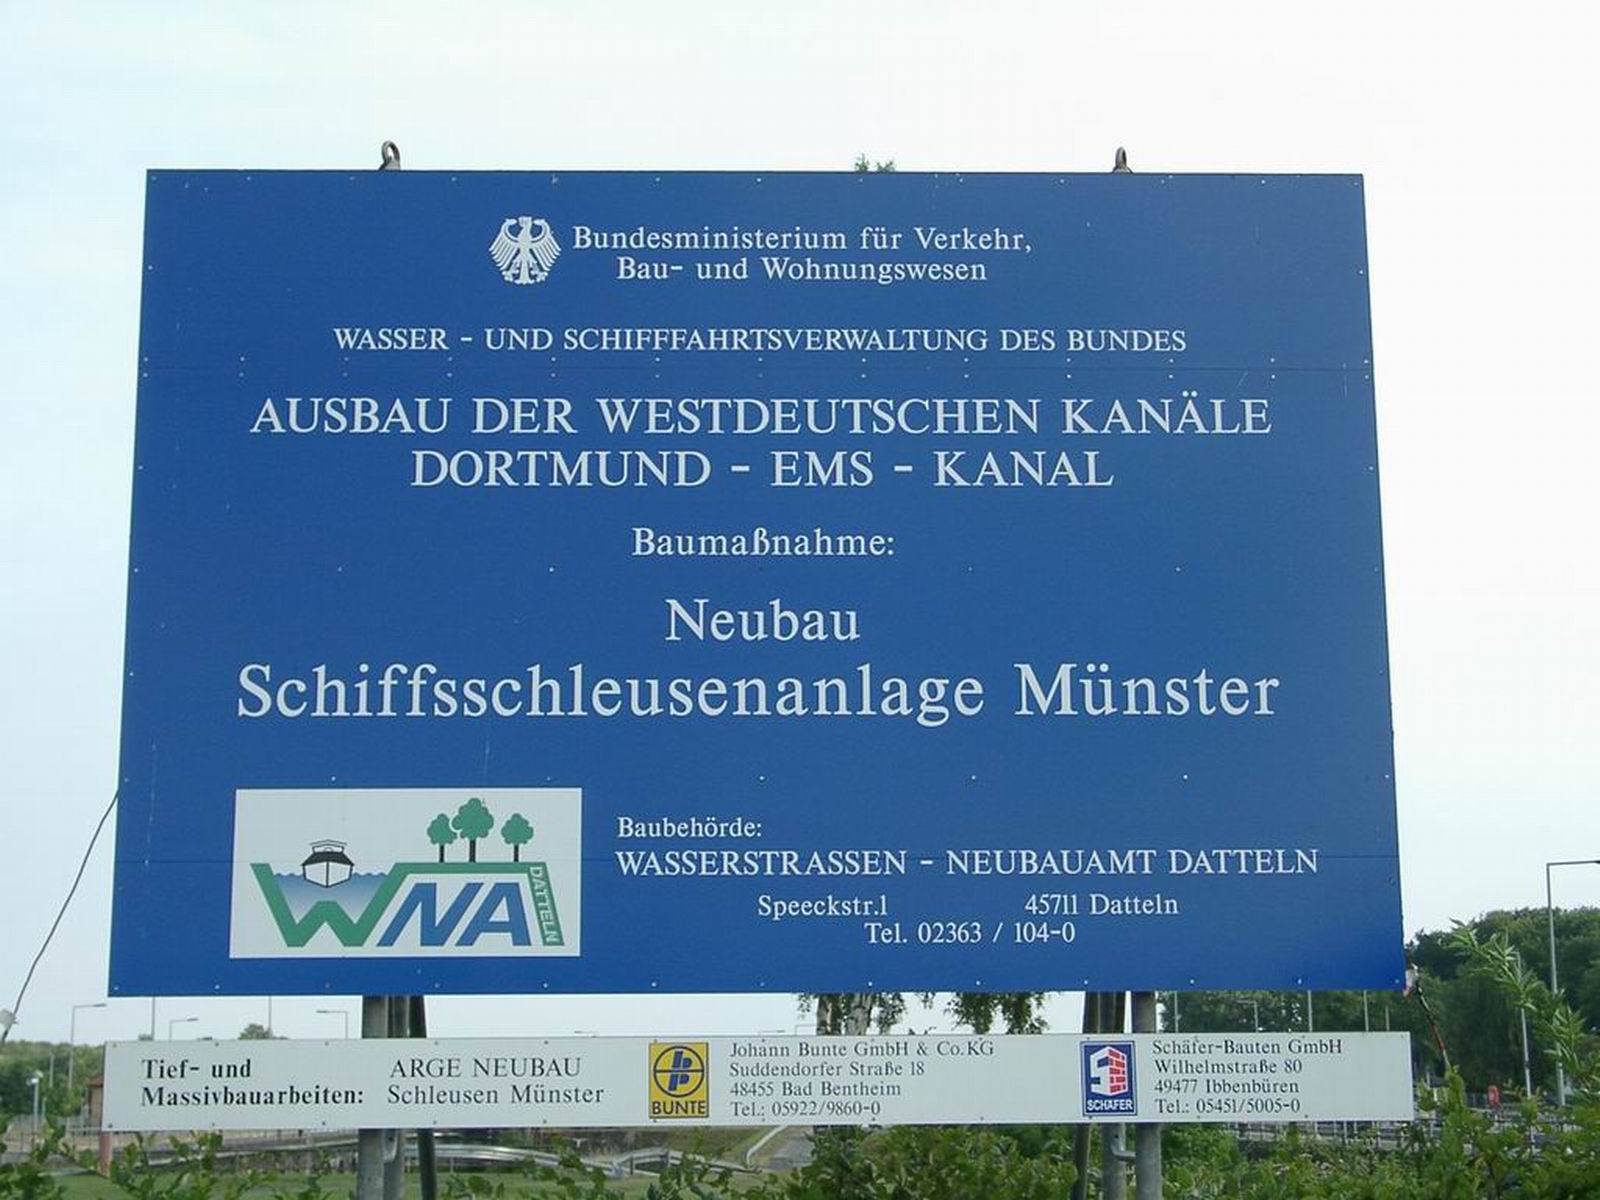 Bundesministerium für Verkehr,
Bau- und Wohnungswesen
WASSER - UND SCHIFFFAHRTSVERWALTUNG DES BUNDES
AUSBAU DER WESTDEUTSCHEN KANÄLE
DORTMUND - EMS - KANAL
Baumaßnahme:
Neubau
Schiffsschleusenanlage Münster
WNA
DATTELN
Baubehörde:
WASSERSTRASSEN - NEUBAUAMT DATTELN
Speeckstr.1 45711 Datteln
Tel. 02363 / 104-0
Tief- und
Massivbauarbeiten:
ARGE NEUBAU
Schleusen Münster
BUNTE
Johann Bunte GmbH & Co.KG
Suddendorfer Straße 18
48455 Bad Bentheim
Tel.: 05922/9860-0
SCHÄFER
Schäfer-Bauten GmbH
Wilhelmstraße 80
49477 Ibbenbüren
Tel.: 05451/5005-0